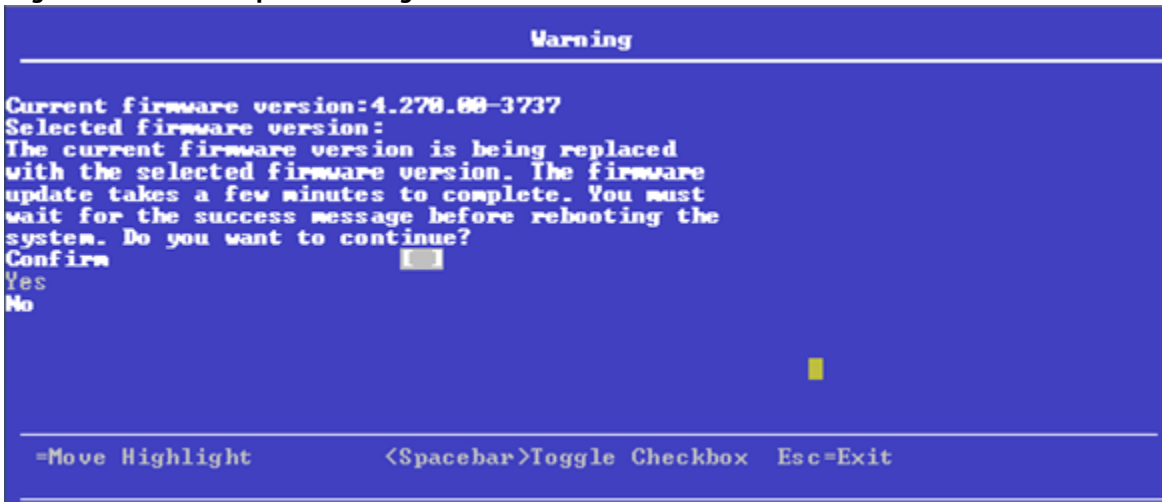 Warning
Current firmware version:4.270.00-3737
Selected firmware version:
The current firmware version is being replaced
with the selected firmware version. The firmware
update takes a few minutes to complete. You must
wait for the success message before rebooting the
system. Do you want to continue?
Confirm [ ]
Yes
No
=Move Highlight <Spacebar>Toggle Checkbox Esc=Exit